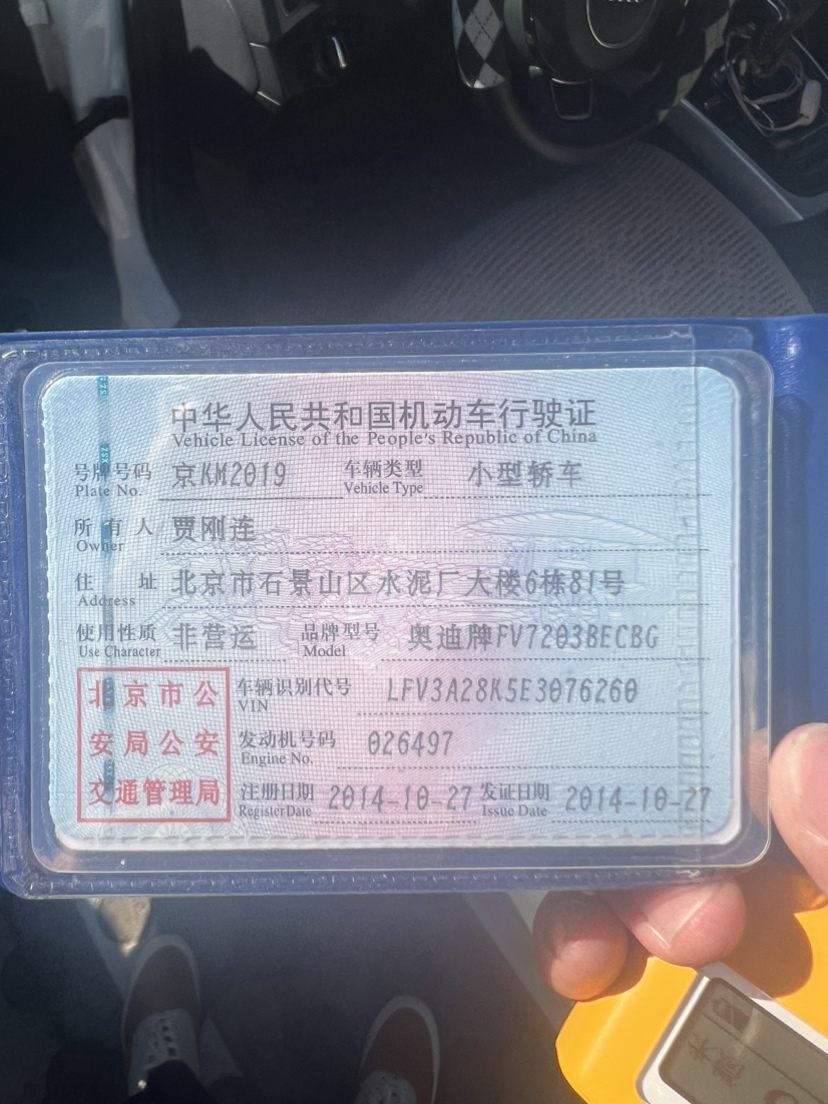 中华人民共和国机动车行驶证
Vehicle License of the People's Republic of China
号牌号码 京KM2019 车辆类型 小型轿车
Plate No. Vehicle Type
所有人 贾刚连
Owner
住址 北京市石景山区水泥厂大楼6栋81号
Address
使用性质 非营运 品牌型号 奥迪牌FV7203BECBG
Use Character Model
北京市公
安局公安
交通管理局
车辆识别代号 LFV3A28K5E3076260
VIN
发动机号码 026497
Engine No.
注册日期 2014-10-27 发证日期 2014-10-27
Register Date Issue Date